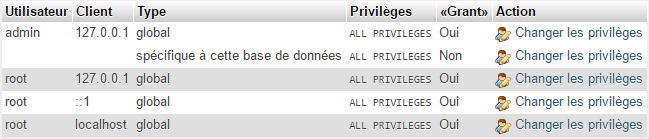 Utilisateur Client Type Privilèges «Grant» Action
admin 127.0.0.1 global ALL PRIVILEGES Oui Changer les privilèges
spécifique à cette base de données ALL PRIVILEGES Non Changer les privilèges
root 127.0.0.1 global ALL PRIVILEGES Oui Changer les privilèges
root ::1 global ALL PRIVILEGES Oui Changer les privilèges
root localhost global ALL PRIVILEGES Oui Changer les privilèges